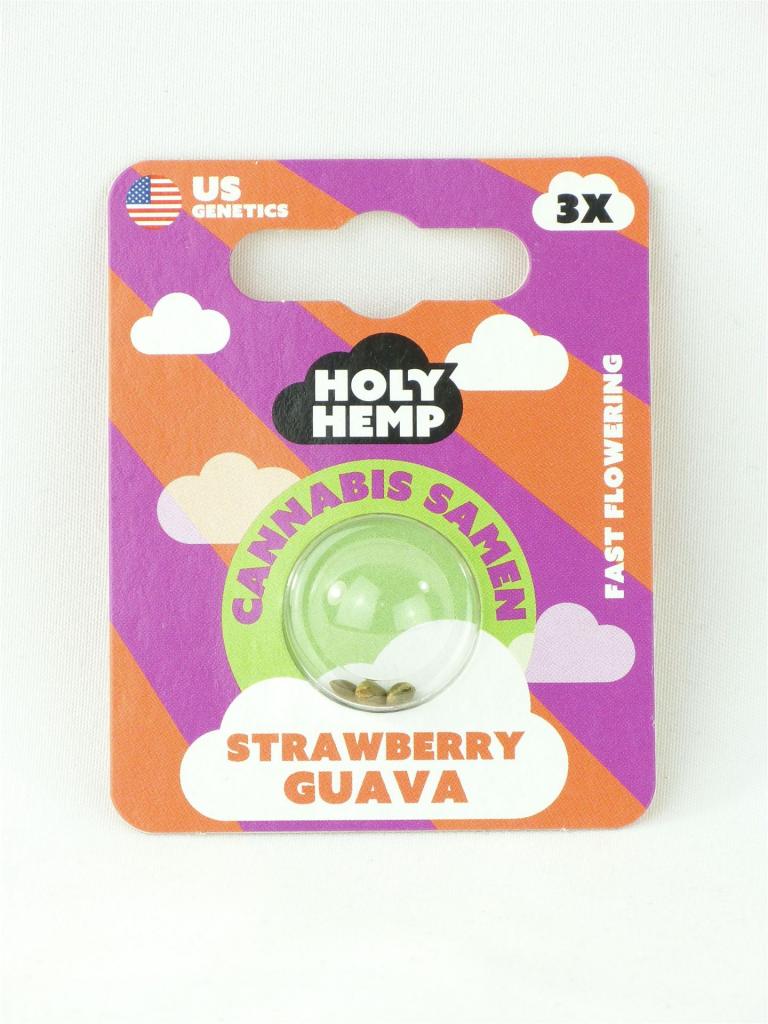 US
GENETICS
3X
HOLY
HEMP
FAST FLOWERING
CANNABIS SAMEN
STRAWBERRY
GUAVA